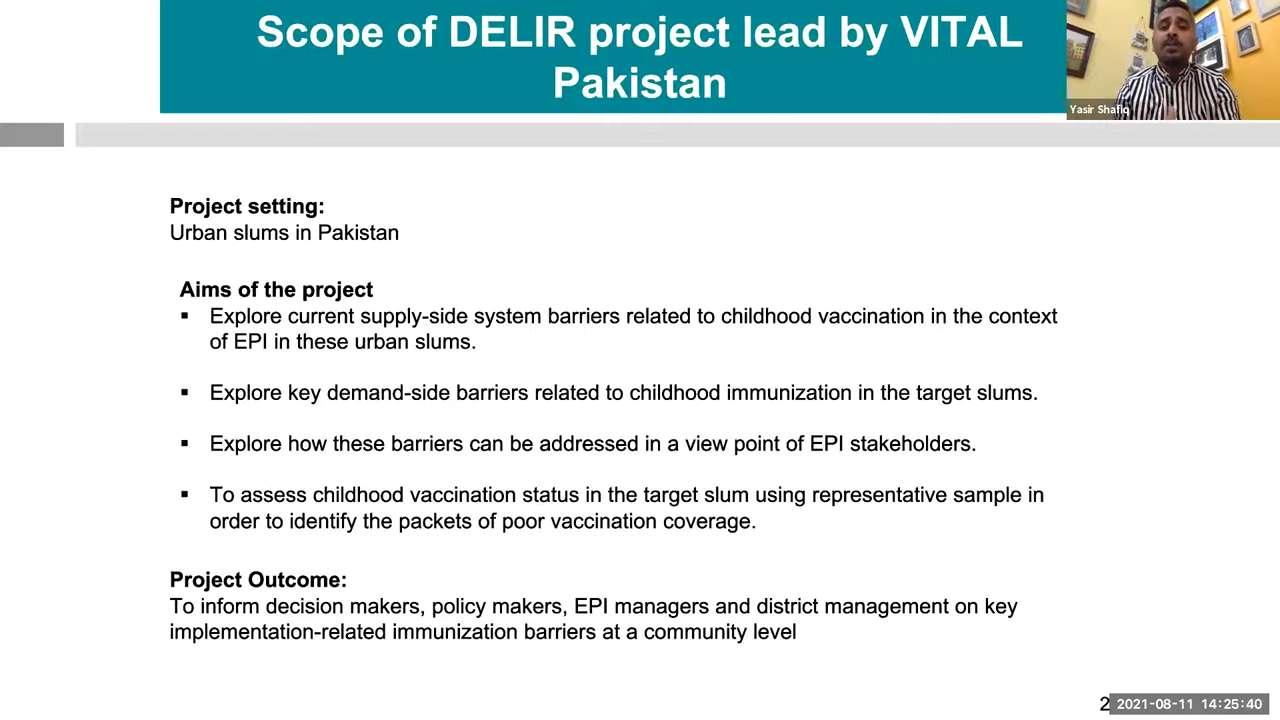 Scope of DELIR project lead by VITAL
Pakistan
Yasir Shafiq
Project setting:
Urban slums in Pakistan
Aims of the project
▪ Explore current supply-side system barriers related to childhood vaccination in the context
of EPI in these urban slums.
▪ Explore key demand-side barriers related to childhood immunization in the target slums.
▪ Explore how these barriers can be addressed in a view point of EPI stakeholders.
▪ To assess childhood vaccination status in the target slum using representative sample in
order to identify the packets of poor vaccination coverage.
Project Outcome:
To inform decision makers, policy makers, EPI managers and district management on key
implementation-related immunization barriers at a community level
2
2021-08-11 14:25:40